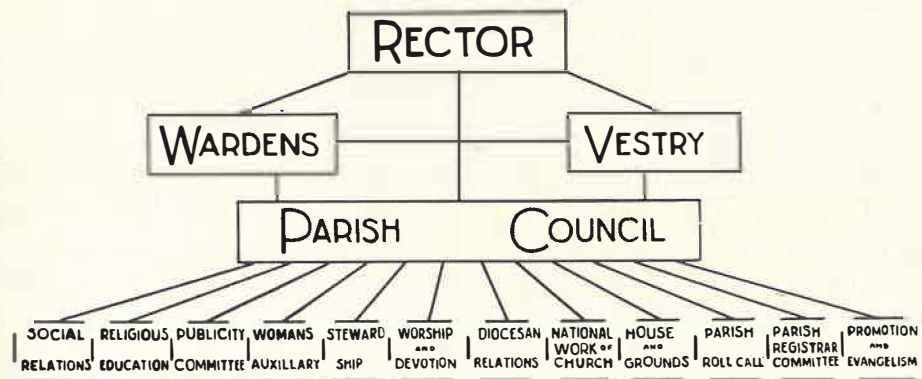 RECTOR
WARDENS
VESTRY
PARISH COUNCIL
SOCIAL
RELATIONS
RELIGIOUS
EDUCATION
PUBLICITY
COMMITTEE
WOMANS
AUXILLARY
STEWARD
SHIP
WORSHIP
AND
DEVOTION
DIOCESAN
RELATIONS
NATIONAL
WORK OF
CHURCH
HOUSE
AND
GROUNDS
PARISH
ROLL CALL
PARISH
REGISTRAR
COMMITTEE
PROMOTION
AND
EVANGELISM